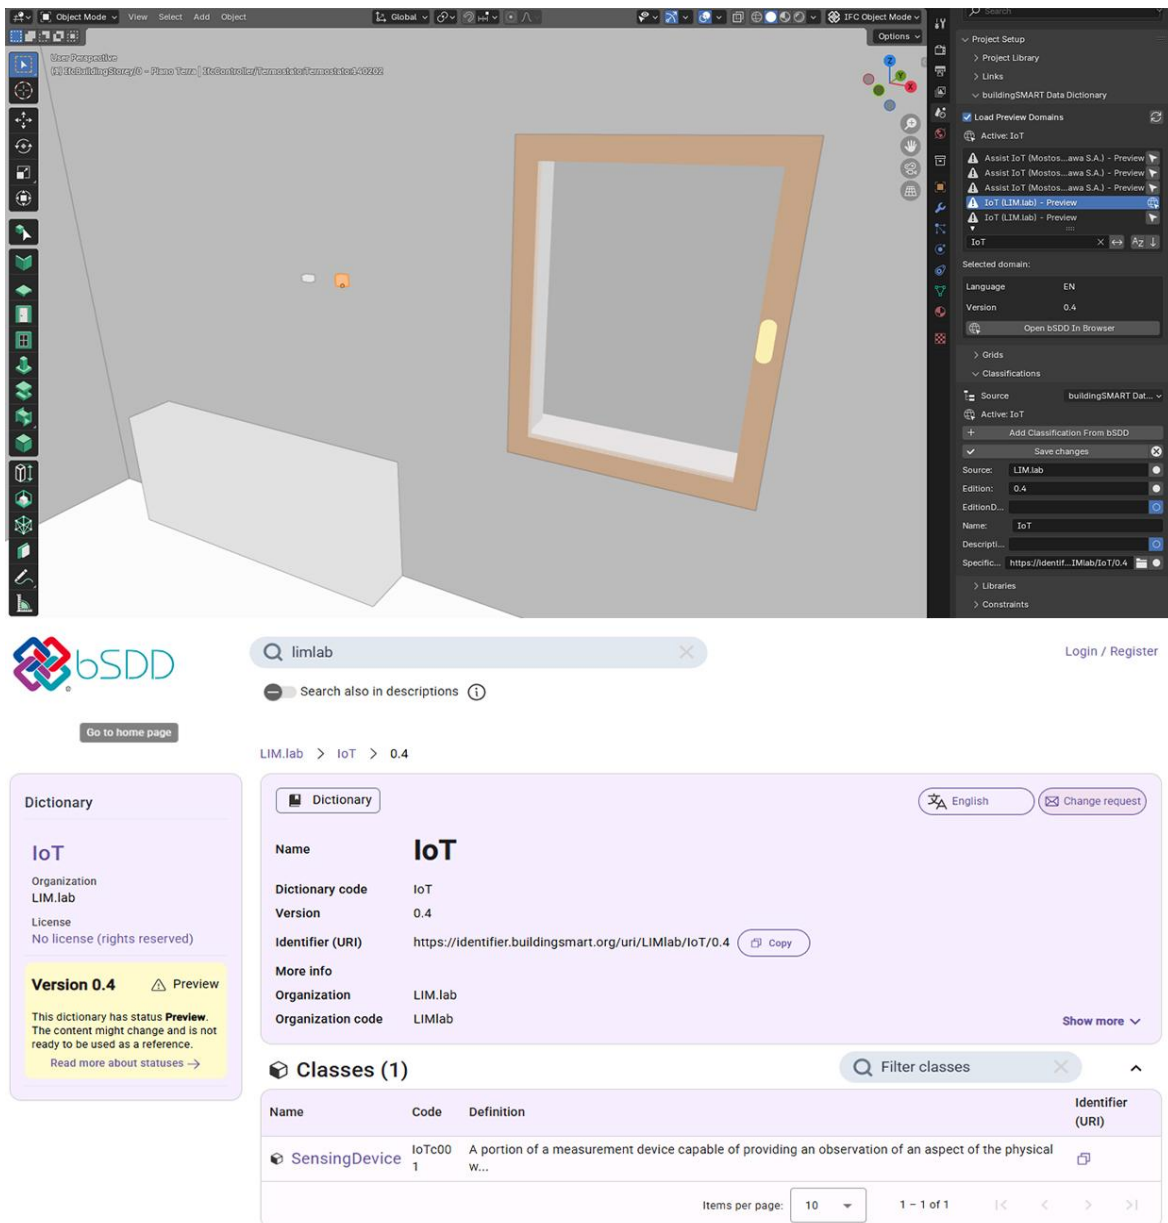 Object Mode View Select Add Object Global IFC Object Mode
Options
User Perspective
(1) IfcBuildingStorey/0 - Piano Terra | IfcController/Termostato:Termostato:140202
Z
Y
X
Search
Project Setup
Project Library
Links
buildingSMART Data Dictionary
Load Preview Domains
Active: IoT
Assist IoT (Mostos...awa S.A.) - Preview
Assist IoT (Mostos...awa S.A.) - Preview
Assist IoT (Mostos...awa S.A.) - Preview
IoT (LIM.lab) - Preview
IoT (LIM.lab) - Preview
IoT
Selected domain:
Language EN
Version 0.4
Open bSDD In Browser
Grids
Classifications
Source buildingSMART Dat...
Active: IoT
Add Classification From bSDD
Save changes
Source: LIM.lab
Edition: 0.4
EditionD...
Name: IoT
Descripti...
Specific... https://identif...IMlab/IoT/0.4
Libraries
Constraints
bSDD
limlab
Login / Register
Search also in descriptions
Go to home page
LIM.lab > IoT > 0.4
Dictionary
IoT
Organization
LIM.lab
License
No license (rights reserved)
Version 0.4 Preview
This dictionary has status Preview.
The content might change and is not
ready to be used as a reference.
Read more about statuses →
Dictionary
English Change request
Name IoT
Dictionary code IoT
Version 0.4
Identifier (URI) https://identifier.buildingsmart.org/uri/LIMlab/IoT/0.4 Copy
More info
Organization LIM.lab
Organization code LIMlab
Show more
Classes (1)
Filter classes
Name Code Definition Identifier
(URI)
SensingDevice IoTc00
1 A portion of a measurement device capable of providing an observation of an aspect of the physical
w...
Items per page: 10 1 – 1 of 1